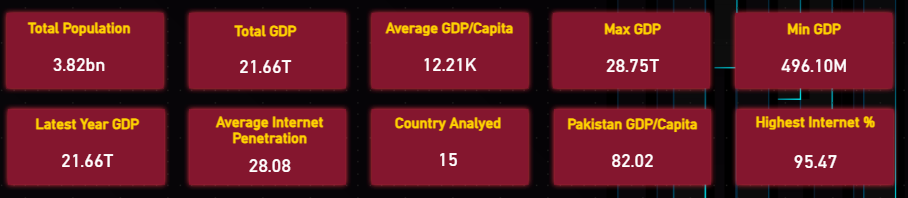 Total Population
3.82bn
Total GDP
21.66T
Average GDP/Capita
12.21K
Max GDP
28.75T
Min GDP
496.10M
Latest Year GDP
21.66T
Average Internet
Penetration
28.08
Country Analyed
15
Pakistan GDP/Capita
82.02
Highest Internet %
95.47